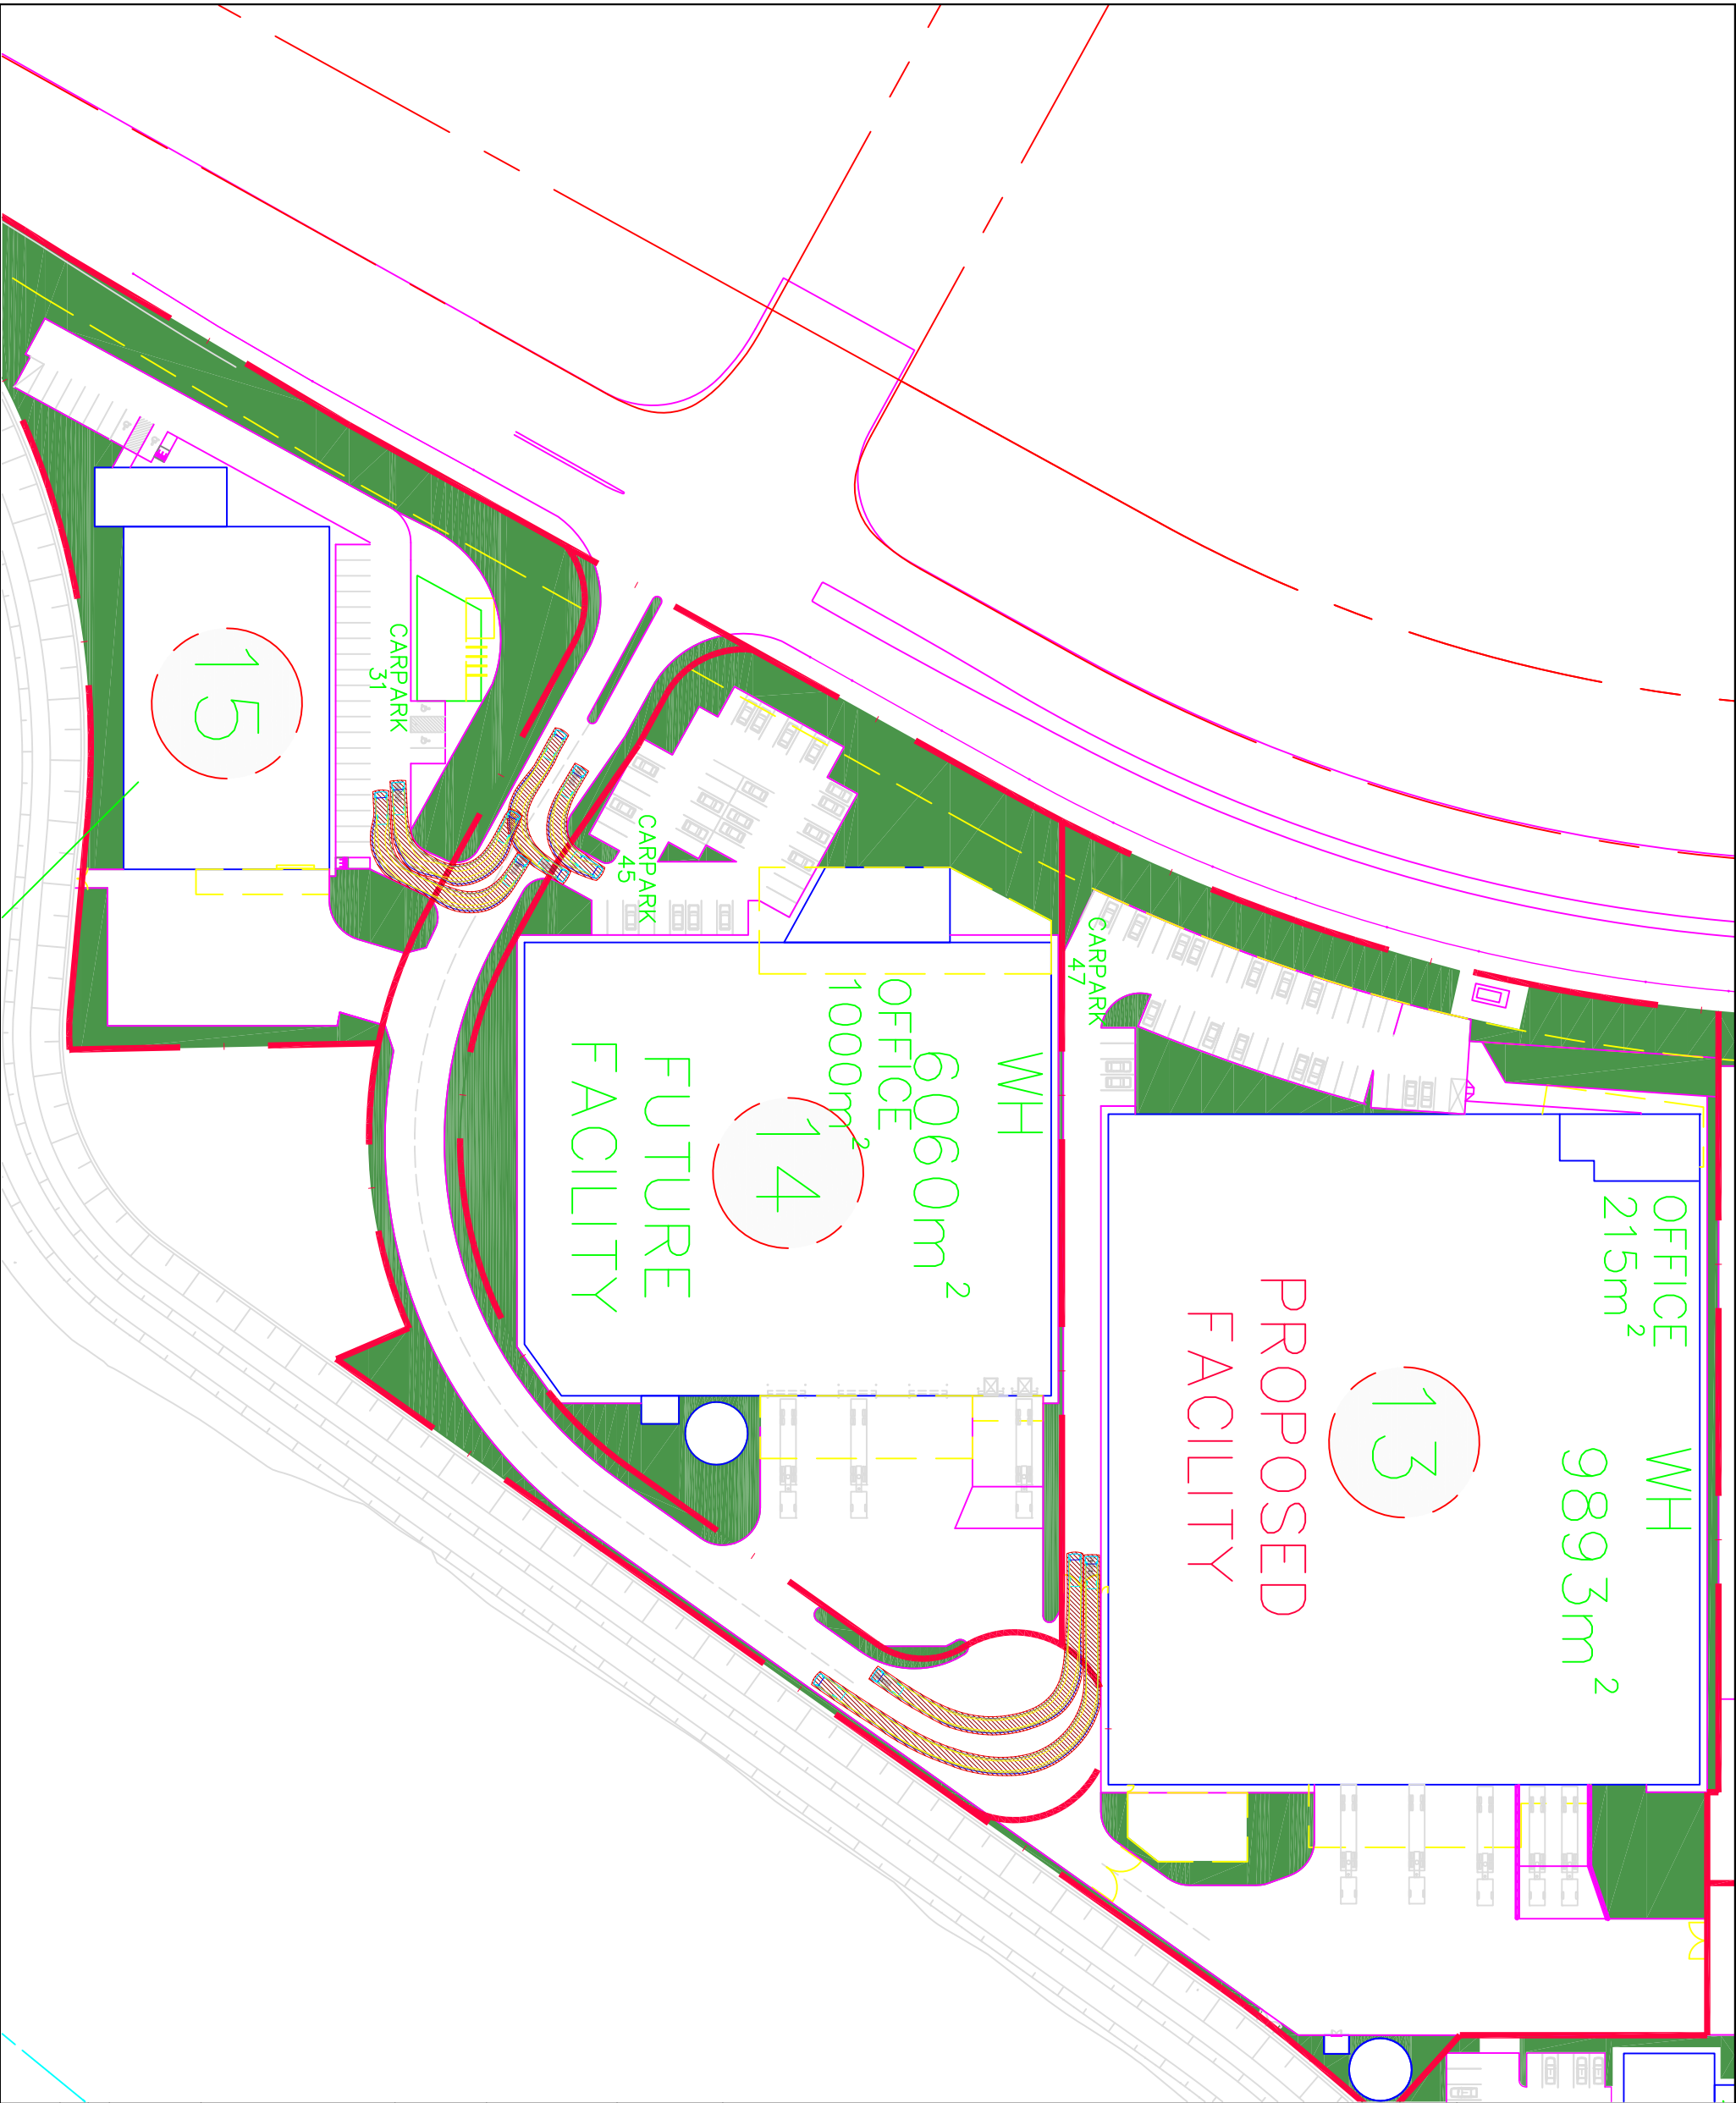 OFFICE
215m²
WH
9893m²
13
PROPOSED
FACILITY
CARPARK
47
WH
6060m²
OFFICE
1000m²
14
FUTURE
FACILITY
CARPARK
45
CARPARK
31
15